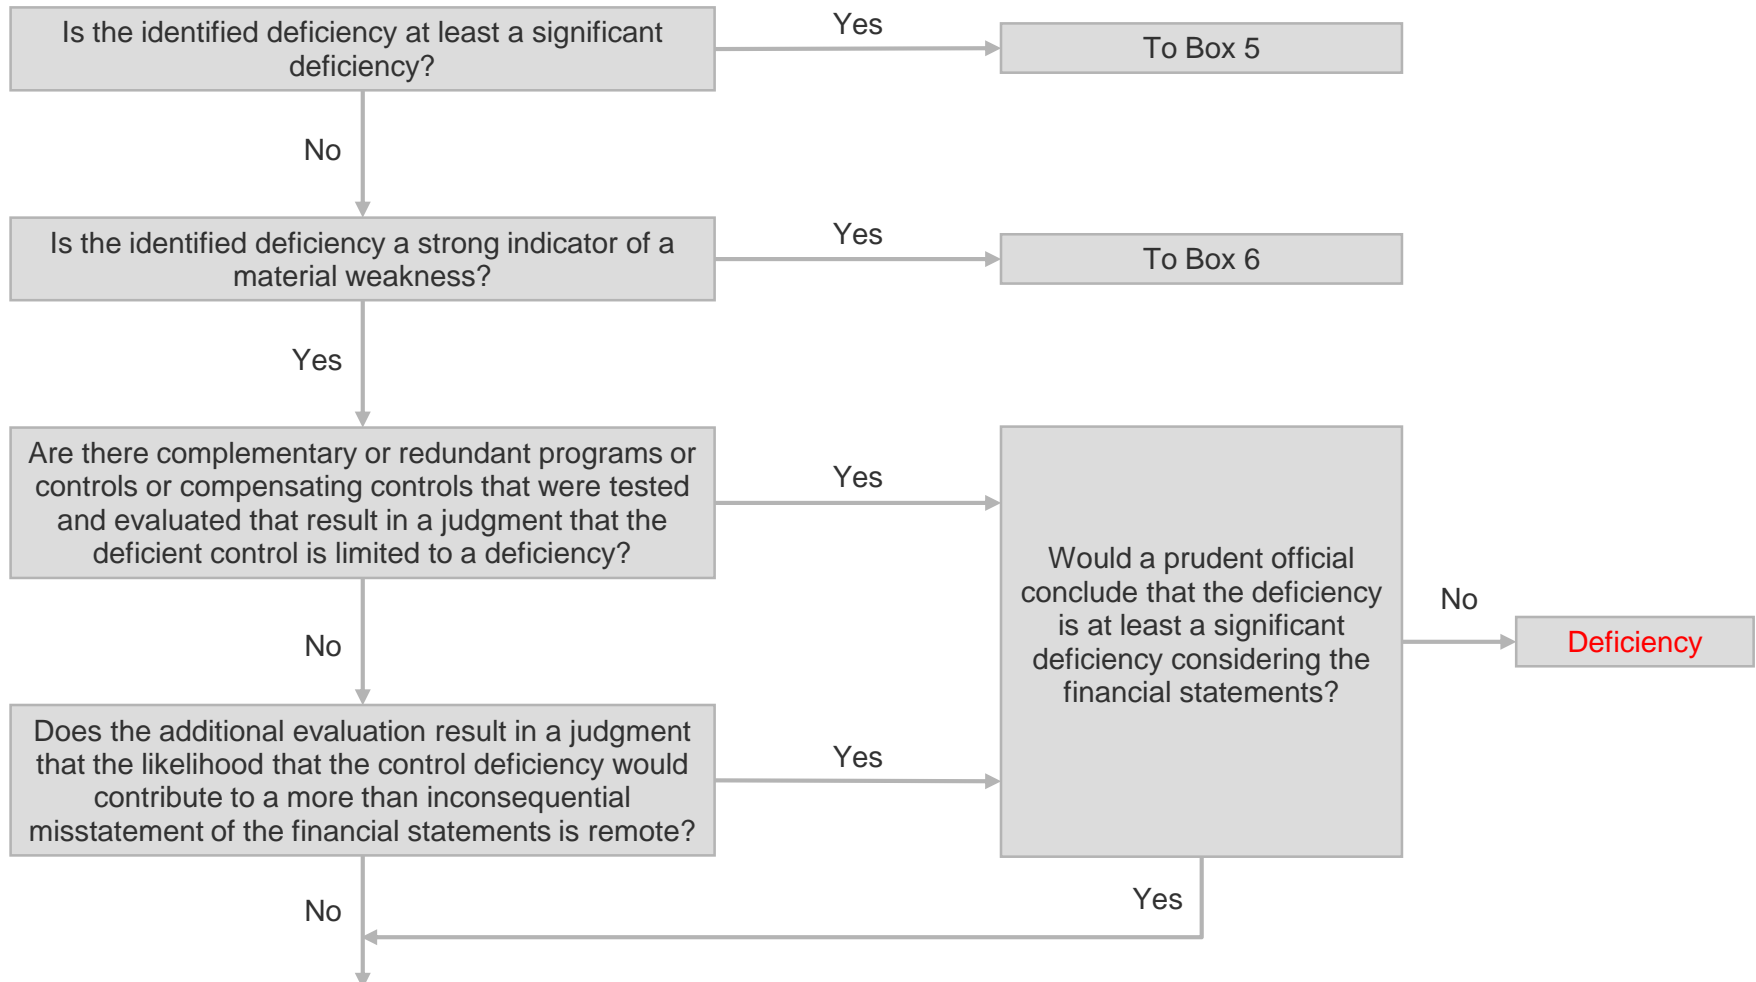 Is the identified deficiency at least a significant
deficiency?
Yes
To Box 5
No
Is the identified deficiency a strong indicator of a
material weakness?
Yes
To Box 6
Yes
Are there complementary or redundant programs or
controls or compensating controls that were tested
and evaluated that result in a judgment that the
deficient control is limited to a deficiency?
Yes
Would a prudent official
conclude that the deficiency
is at least a significant
deficiency considering the
financial statements?
No
Deficiency
No
Does the additional evaluation result in a judgment
that the likelihood that the control deficiency would
contribute to a more than inconsequential
misstatement of the financial statements is remote?
Yes
Yes
No